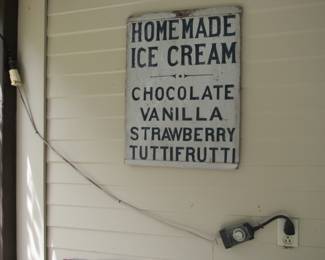 HOMEMADE
ICE CREAM
CHOCOLATE
VANILLA
STRAWBERRY
TUTTIFRUTTI